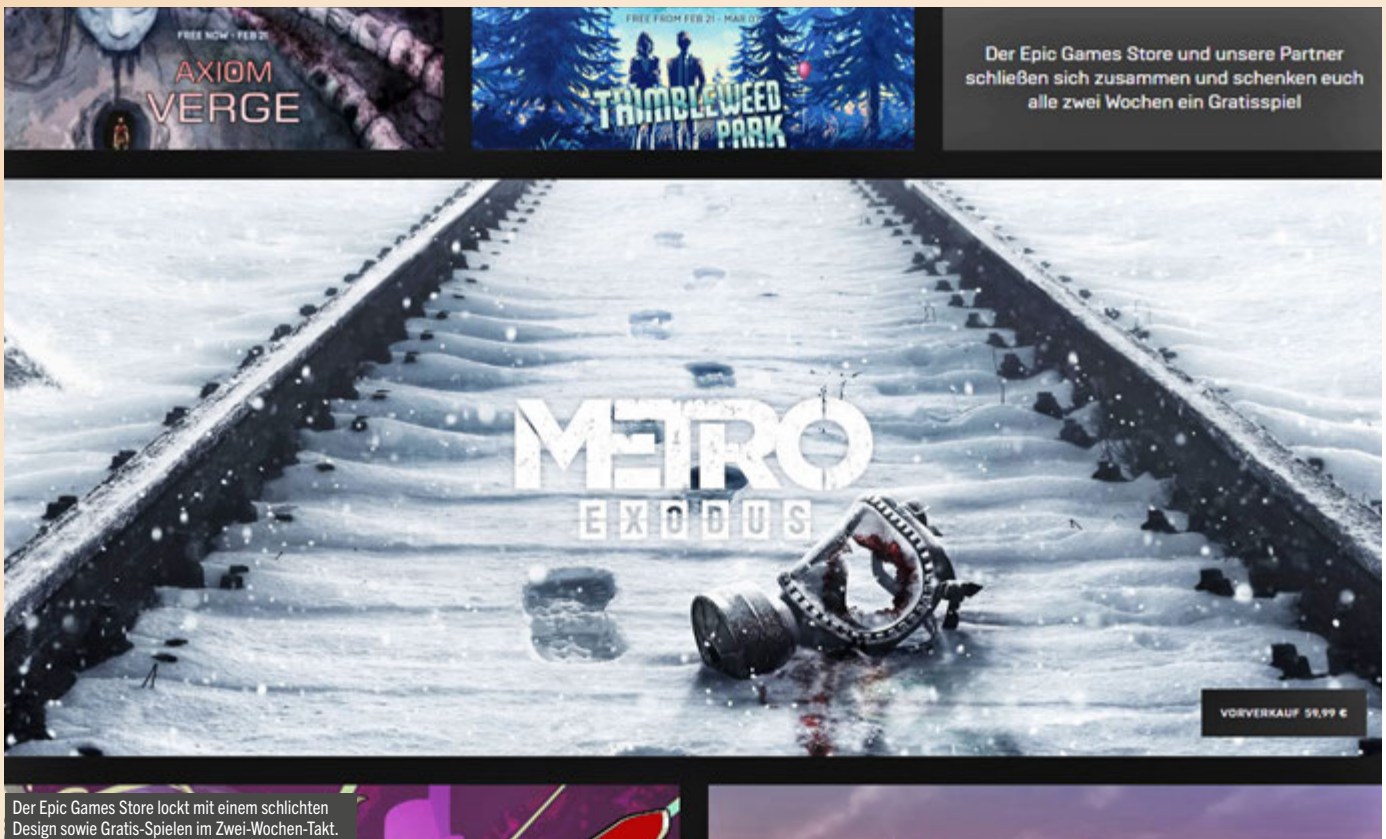 FREE NOW - FEB 21
AXIOM
VERGE
FREE FROM FEB 21 - MAR 07
THIMBLEWEED
PARK
Der Epic Games Store und unsere Partner
schließen sich zusammen und schenken euch
alle zwei Wochen ein Gratisspiel
METRO
EXODUS
VORVERKAUF 59,99 €
Der Epic Games Store lockt mit einem schlichten
Design sowie Gratis-Spielen im Zwei-Wochen-Takt.